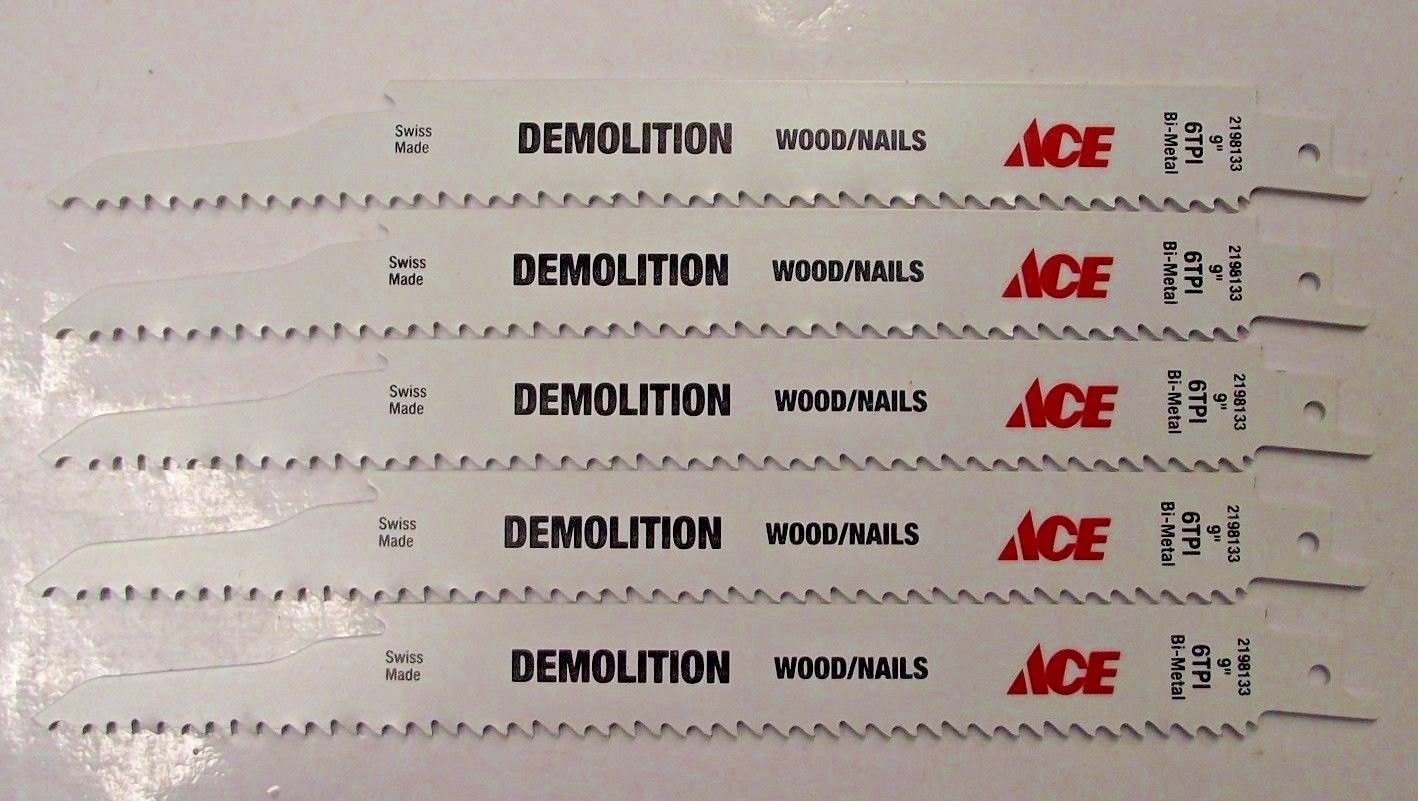 Swiss
Made
DEMOLITION
WOOD/NAILS
ACE
2198133
9"
6TPI
Bi-Metal
Swiss
Made
DEMOLITION
WOOD/NAILS
ACE
2198133
9"
6TPI
Bi-Metal
Swiss
Made
DEMOLITION
WOOD/NAILS
ACE
2198133
9"
6TPI
Bi-Metal
Swiss
Made
DEMOLITION
WOOD/NAILS
ACE
2198133
9"
6TPI
Bi-Metal
Swiss
Made
DEMOLITION
WOOD/NAILS
ACE
2198133
9"
6TPI
Bi-Metal